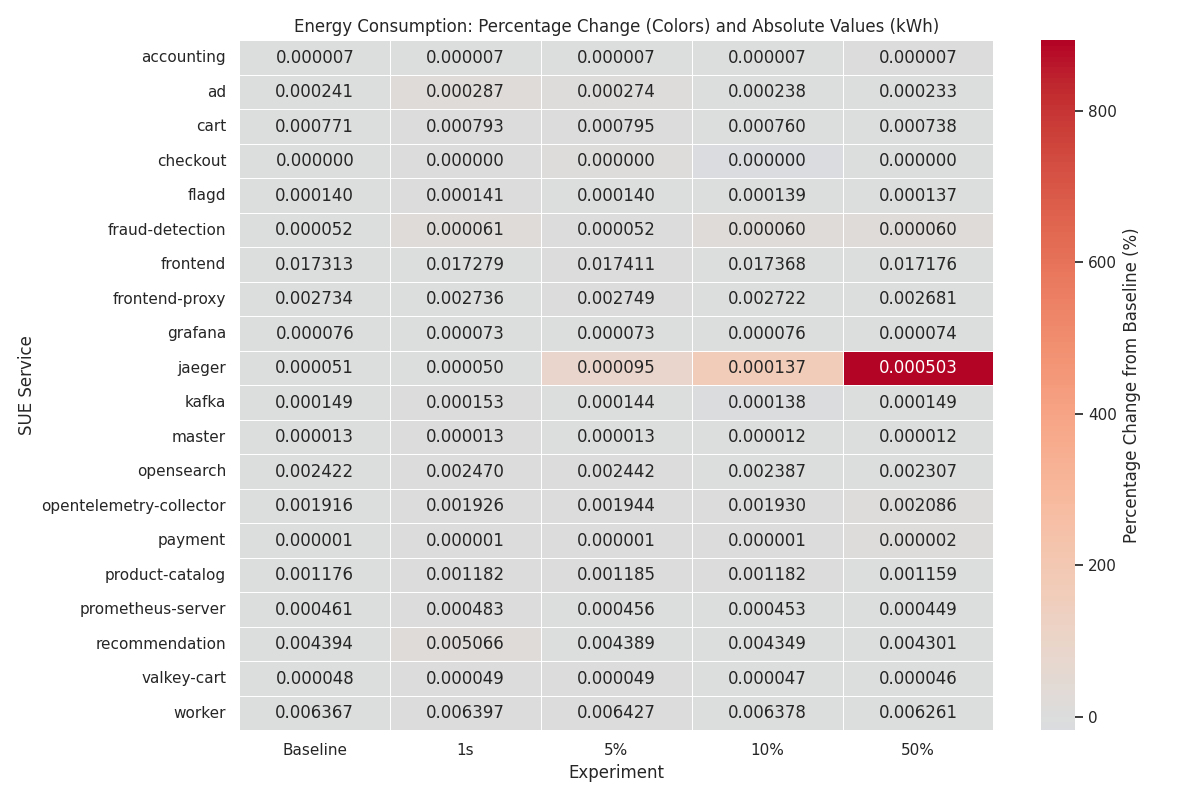 Energy Consumption: Percentage Change (Colors) and Absolute Values (kWh)
accounting 0.000007 0.000007 0.000007 0.000007 0.000007
ad 0.000241 0.000287 0.000274 0.000238 0.000233
cart 0.000771 0.000793 0.000795 0.000760 0.000738
checkout 0.000000 0.000000 0.000000 0.000000 0.000000
flagd 0.000140 0.000141 0.000140 0.000139 0.000137
fraud-detection 0.000052 0.000061 0.000052 0.000060 0.000060
frontend 0.017313 0.017279 0.017411 0.017368 0.017176
frontend-proxy 0.002734 0.002736 0.002749 0.002722 0.002681
grafana 0.000076 0.000073 0.000073 0.000076 0.000074
jaeger 0.000051 0.000050 0.000095 0.000137 0.000503
kafka 0.000149 0.000153 0.000144 0.000138 0.000149
master 0.000013 0.000013 0.000013 0.000012 0.000012
opensearch 0.002422 0.002470 0.002442 0.002387 0.002307
opentelemetry-collector 0.001916 0.001926 0.001944 0.001930 0.002086
payment 0.000001 0.000001 0.000001 0.000001 0.000002
product-catalog 0.001176 0.001182 0.001185 0.001182 0.001159
prometheus-server 0.000461 0.000483 0.000456 0.000453 0.000449
recommendation 0.004394 0.005066 0.004389 0.004349 0.004301
valkey-cart 0.000048 0.000049 0.000049 0.000047 0.000046
worker 0.006367 0.006397 0.006427 0.006378 0.006261
Baseline 1s 5% 10% 50%
Experiment
SUE Service
800
600
400
200
0
Percentage Change from Baseline (%)